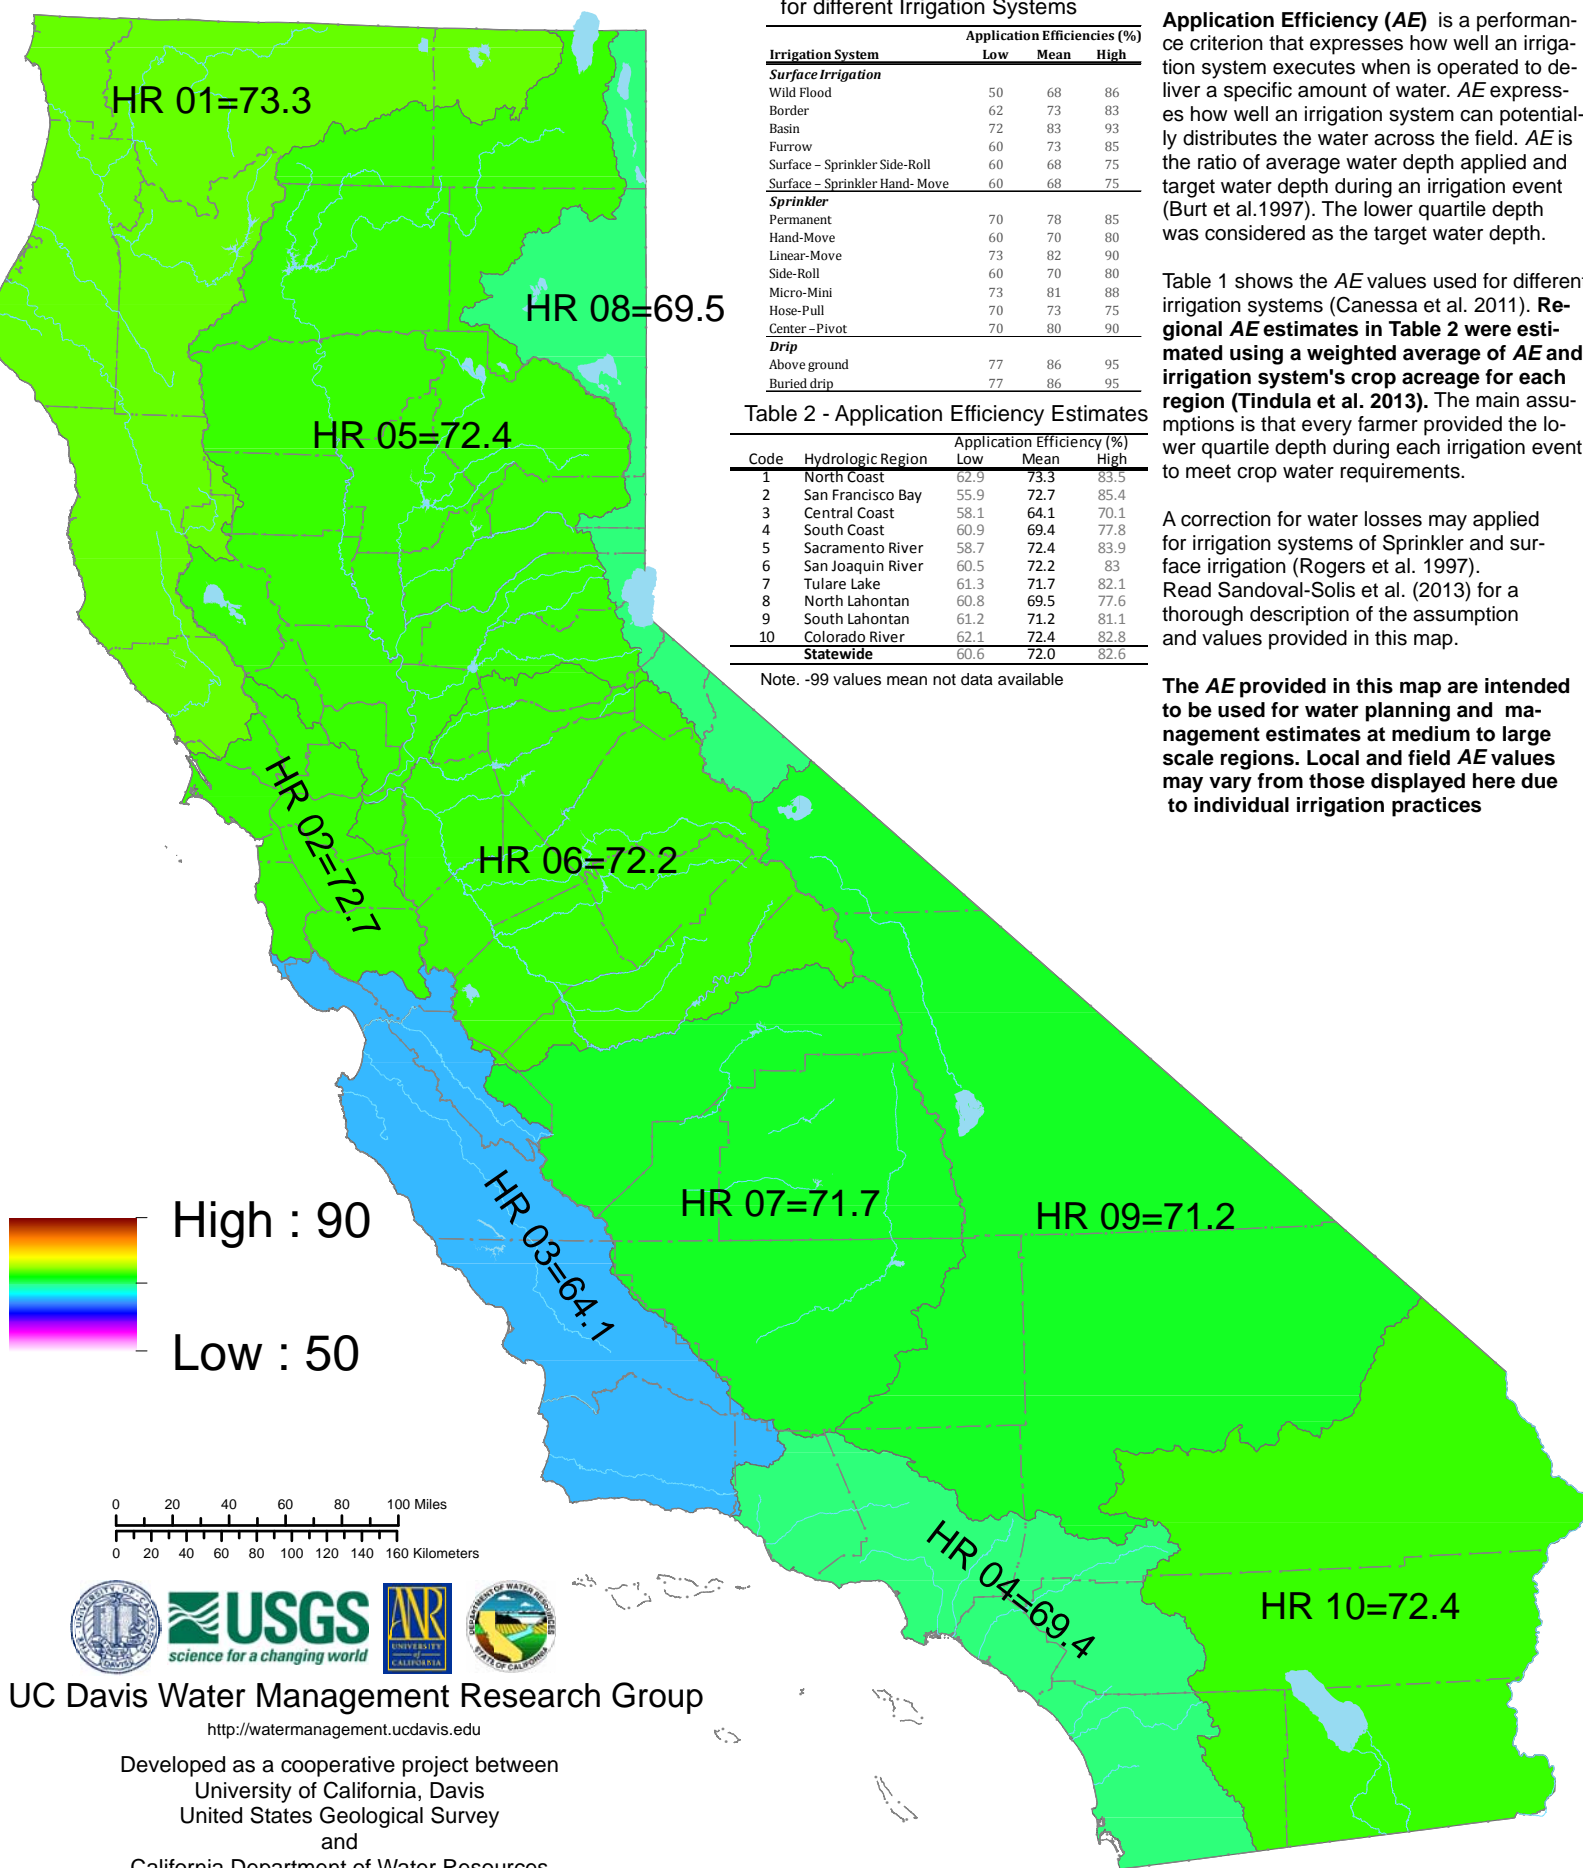 for different Irrigation Systems
Application Efficiencies (%)
Irrigation System Low Mean High
Surface Irrigation
Wild Flood 50 68 86
Border 62 73 83
Basin 72 83 93
Furrow 60 73 85
Surface – Sprinkler Side-Roll 60 68 75
Surface – Sprinkler Hand- Move 60 68 75
Sprinkler
Permanent 70 78 85
Hand-Move 60 70 80
Linear-Move 73 82 90
Side-Roll 60 70 80
Micro-Mini 73 81 88
Hose-Pull 70 73 75
Center –Pivot 70 80 90
Drip
Above ground 77 86 95
Buried drip 77 86 95
Table 2 - Application Efficiency Estimates
Application Efficiency (%)
Code Hydrologic Region Low Mean High
1 North Coast 62.9 73.3 83.5
2 San Francisco Bay 55.9 72.7 85.4
3 Central Coast 58.1 64.1 70.1
4 South Coast 60.9 69.4 77.8
5 Sacramento River 58.7 72.4 83.9
6 San Joaquin River 60.5 72.2 83
7 Tulare Lake 61.3 71.7 82.1
8 North Lahontan 60.8 69.5 77.6
9 South Lahontan 61.2 71.2 81.1
10 Colorado River 62.1 72.4 82.8
Statewide 60.6 72.0 82.6
Note. -99 values mean not data available
Application Efficiency (AE) is a performan-
ce criterion that expresses how well an irriga-
tion system executes when is operated to de-
liver a specific amount of water. AE express-
es how well an irrigation system can potential-
ly distributes the water across the field. AE is
the ratio of average water depth applied and
target water depth during an irrigation event
(Burt et al.1997). The lower quartile depth
was considered as the target water depth.
Table 1 shows the AE values used for different
irrigation systems (Canessa et al. 2011). Re-
gional AE estimates in Table 2 were esti-
mated using a weighted average of AE and
irrigation system's crop acreage for each
region (Tindula et al. 2013). The main assu-
mptions is that every farmer provided the lo-
wer quartile depth during each irrigation event
to meet crop water requirements.
A correction for water losses may applied
for irrigation systems of Sprinkler and sur-
face irrigation (Rogers et al. 1997).
Read Sandoval-Solis et al. (2013) for a
thorough description of the assumption
and values provided in this map.
The AE provided in this map are intended
to be used for water planning and ma-
nagement estimates at medium to large
scale regions. Local and field AE values
may vary from those displayed here due
to individual irrigation practices
HR 01=73.3
HR 08=69.5
HR 05=72.4
HR 02=72.7
HR 06=72.2
HR 03=64.1
HR 07=71.7
HR 09=71.2
HR 04=69.4
HR 10=72.4
High : 90
Low : 50
0 20 40 60 80 100 Miles
0 20 40 60 80 100 120 140 160 Kilometers
USGS
science for a changing world
ANR
UNIVERSITY
of
CALIFORNIA
DEPARTMENT OF WATER RESOURCES
STATE OF CALIFORNIA
THE UNIVERSITY OF CALIFORNIA
DAVIS
UC Davis Water Management Research Group
http://watermanagement.ucdavis.edu
Developed as a cooperative project between
University of California, Davis
United States Geological Survey
and
California Department of Water Resources